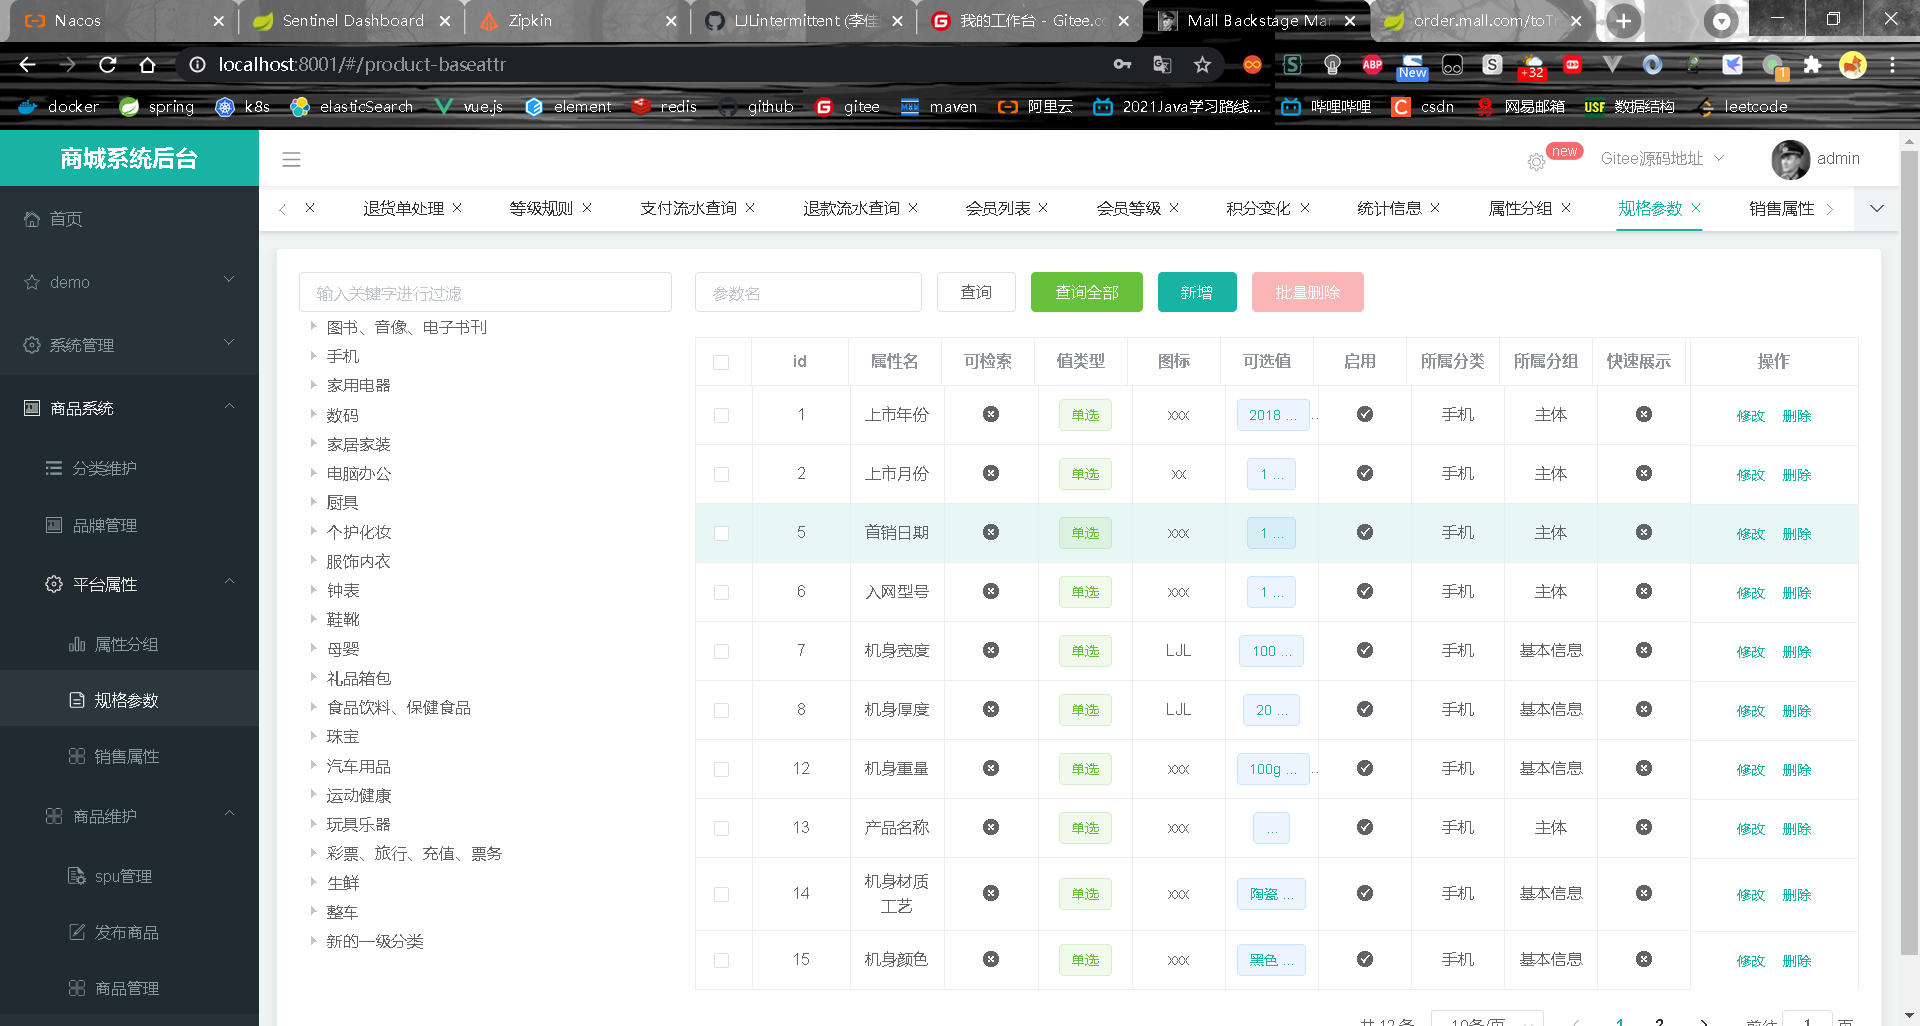 Nacos
Sentinel Dashboard
Zipkin
LJLintermittent (李佳
我的工作台 - Gitee.co
Mall Backstage Mar
order.mall.com/toTr
localhost:8001/#/product-baseattr
ABP New +32 1
docker spring k8s elasticSearch vue.js element redis github gitee maven 阿里云 2021Java学习路线... 哔哩哔哩 csdn 网易邮箱 数据结构 leetcode
商城系统后台
new Gitee源码地址 admin
退货单处理 等级规则 支付流水查询 退款流水查询 会员列表 会员等级 积分变化 统计信息 属性分组 规格参数 销售属性
首页
demo
系统管理
商品系统
分类维护
品牌管理
平台属性
属性分组
规格参数
销售属性
商品维护
spu管理
发布商品
商品管理
输入关键字进行过滤
图书、音像、电子书刊
手机
家用电器
数码
家居家装
电脑办公
厨具
个护化妆
服饰内衣
钟表
鞋靴
母婴
礼品箱包
食品饮料、保健食品
珠宝
汽车用品
运动健康
玩具乐器
彩票、旅行、充值、票务
生鲜
整车
新的一级分类
参数名 查询 查询全部 新增 批量删除
id 属性名 可检索 值类型 图标 可选值 启用 所属分类 所属分组 快速展示 操作
1 上市年份 单选 xxx 2018 ... 手机 主体 修改 删除
2 上市月份 单选 xx 1 ... 手机 主体 修改 删除
5 首销日期 单选 xxx 1 ... 手机 主体 修改 删除
6 入网型号 单选 xxx 1 ... 手机 主体 修改 删除
7 机身宽度 单选 LJL 100 ... 手机 基本信息 修改 删除
8 机身厚度 单选 LJL 20 ... 手机 基本信息 修改 删除
12 机身重量 单选 xxx 100g ... 手机 基本信息 修改 删除
13 产品名称 单选 xxx ... 手机 主体 修改 删除
14 机身材质工艺 单选 xxx 陶瓷 ... 手机 基本信息 修改 删除
15 机身颜色 单选 xxx 黑色 ... 手机 基本信息 修改 删除
共 12 条 10条/页 1 2 前往 1 页